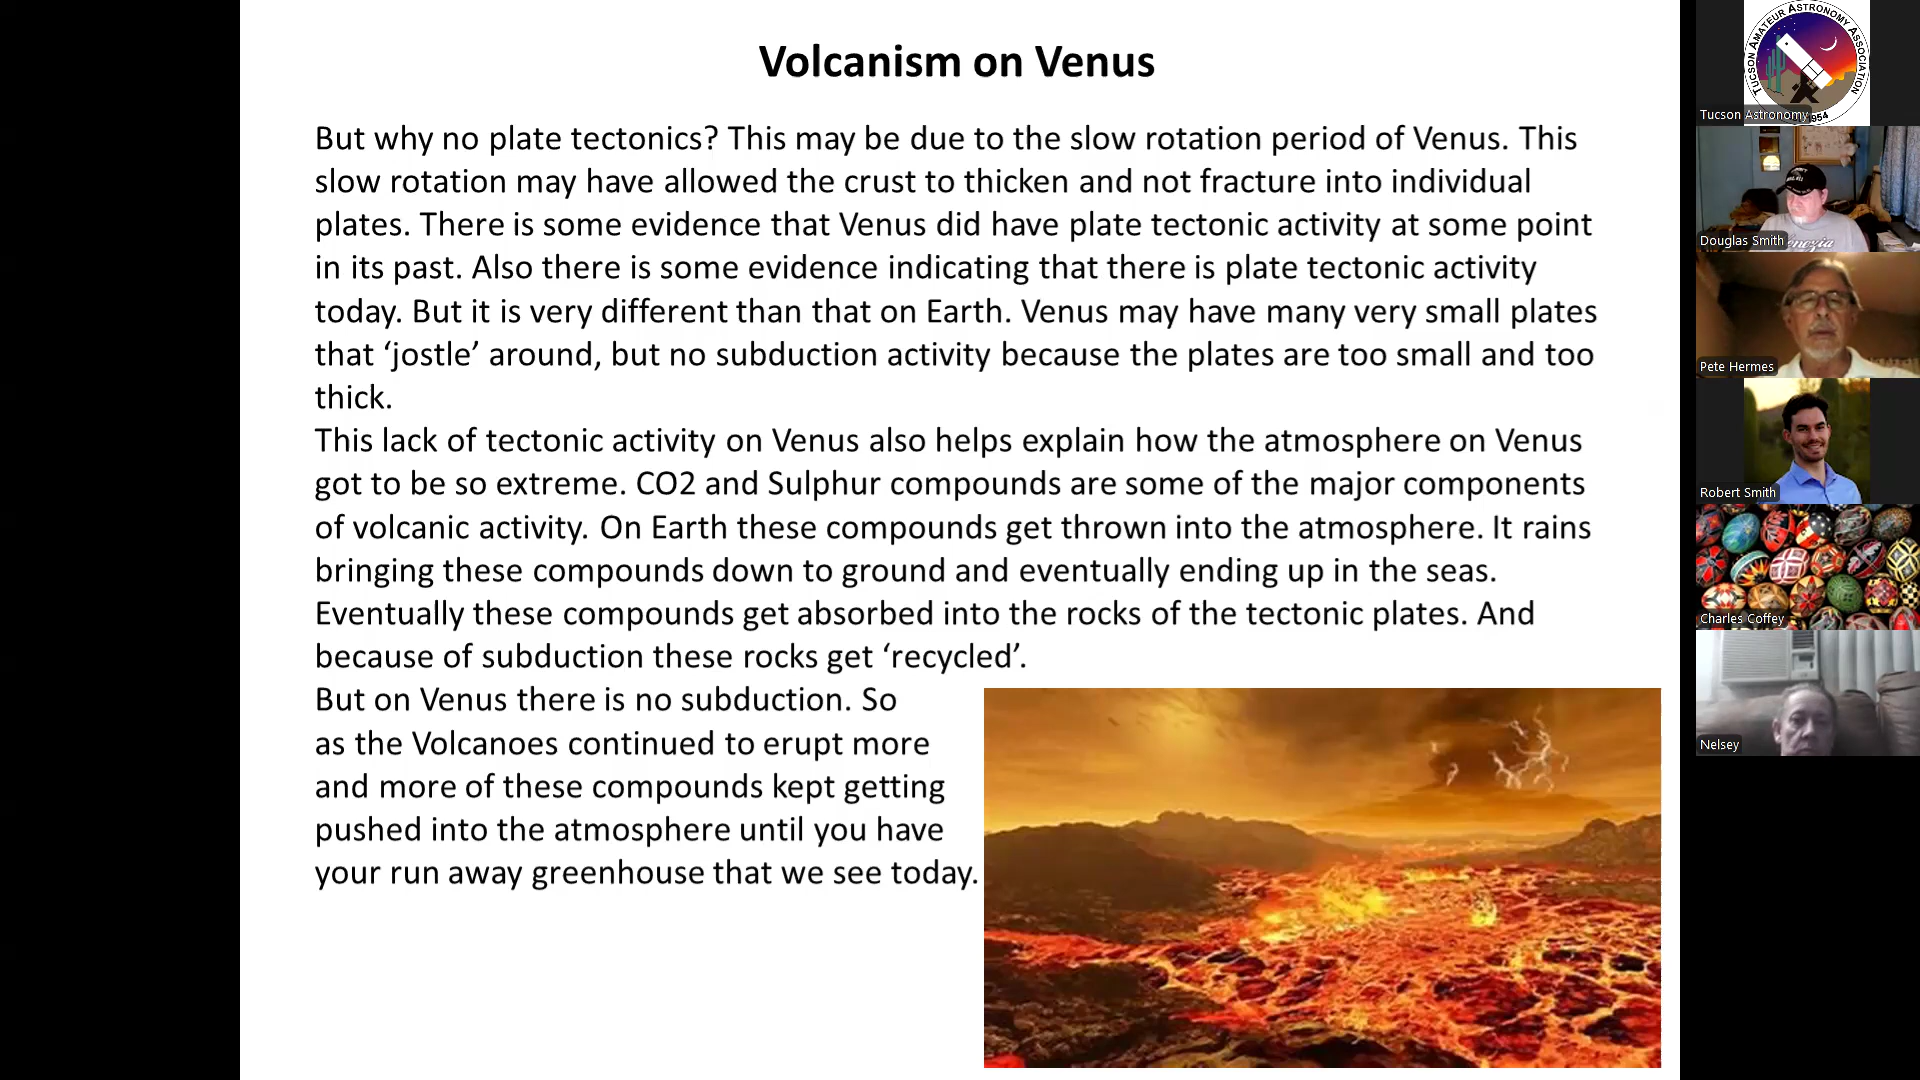 Volcanism on Venus
But why no plate tectonics? This may be due to the slow rotation period of Venus. This
slow rotation may have allowed the crust to thicken and not fracture into individual
plates. There is some evidence that Venus did have plate tectonic activity at some point
in its past. Also there is some evidence indicating that there is plate tectonic activity
today. But it is very different than that on Earth. Venus may have many very small plates
that ‘jostle’ around, but no subduction activity because the plates are too small and too
thick.
This lack of tectonic activity on Venus also helps explain how the atmosphere on Venus
got to be so extreme. CO2 and Sulphur compounds are some of the major components
of volcanic activity. On Earth these compounds get thrown into the atmosphere. It rains
bringing these compounds down to ground and eventually ending up in the seas.
Eventually these compounds get absorbed into the rocks of the tectonic plates. And
because of subduction these rocks get ‘recycled’.
But on Venus there is no subduction. So
as the Volcanoes continued to erupt more
and more of these compounds kept getting
pushed into the atmosphere until you have
your run away greenhouse that we see today.
TUCSON AMATEUR ASTRONOMY ASSOCIATION
Tucson Astronomy
Douglas Smith
Pete Hermes
Robert Smith
Charles Coffey
Nelsey